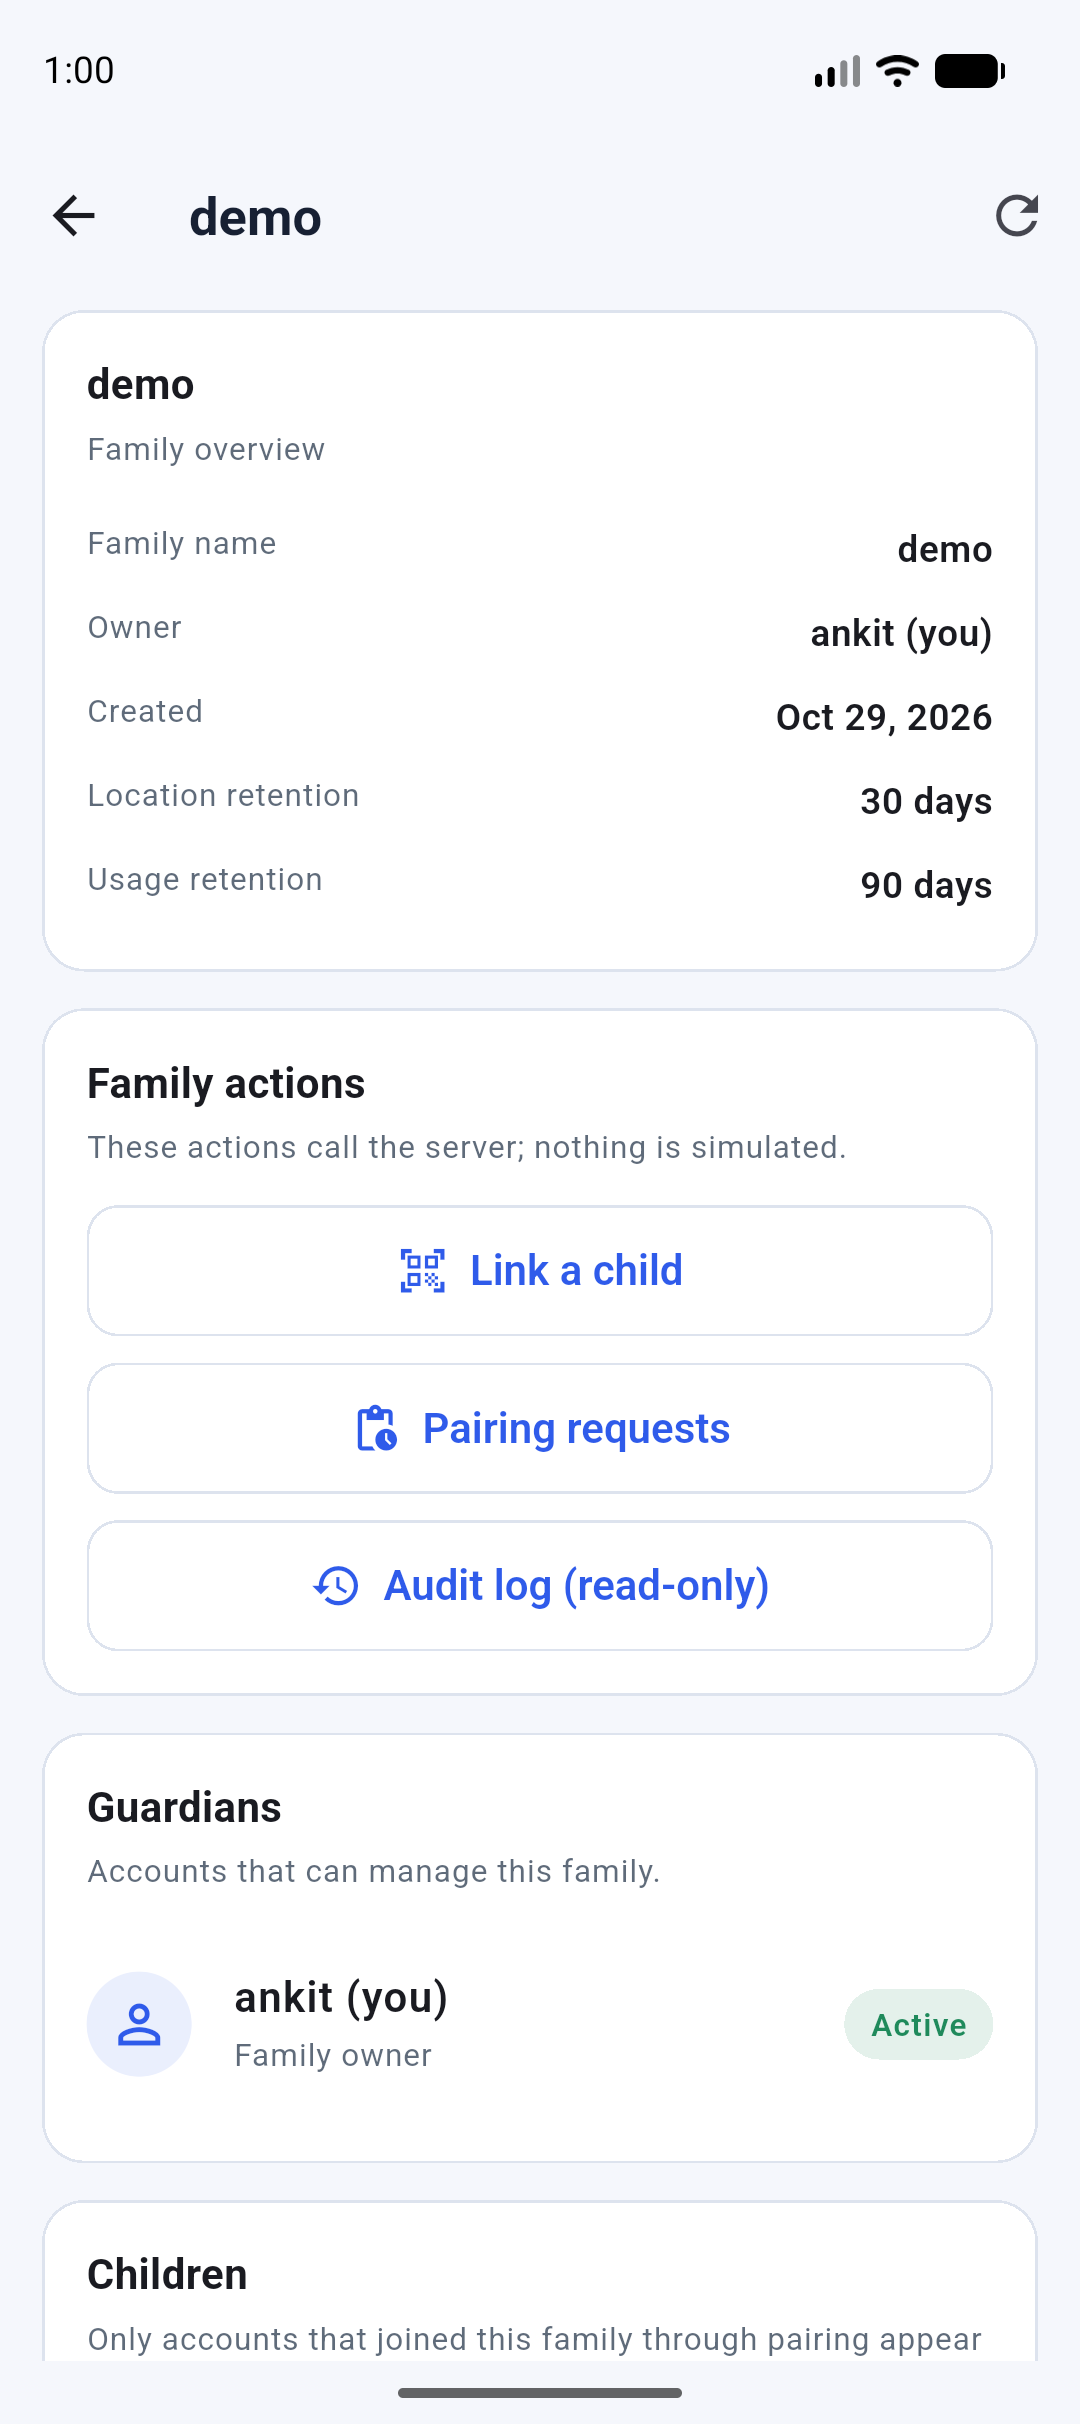 1:00
demo
demo
Family overview
Family name
demo
Owner
ankit (you)
Created
Oct 29, 2026
Location retention
30 days
Usage retention
90 days
Family actions
These actions call the server; nothing is simulated.
Link a child
Pairing requests
Audit log (read-only)
Guardians
Accounts that can manage this family.
ankit (you)
Family owner
Active
Children
Only accounts that joined this family through pairing appear